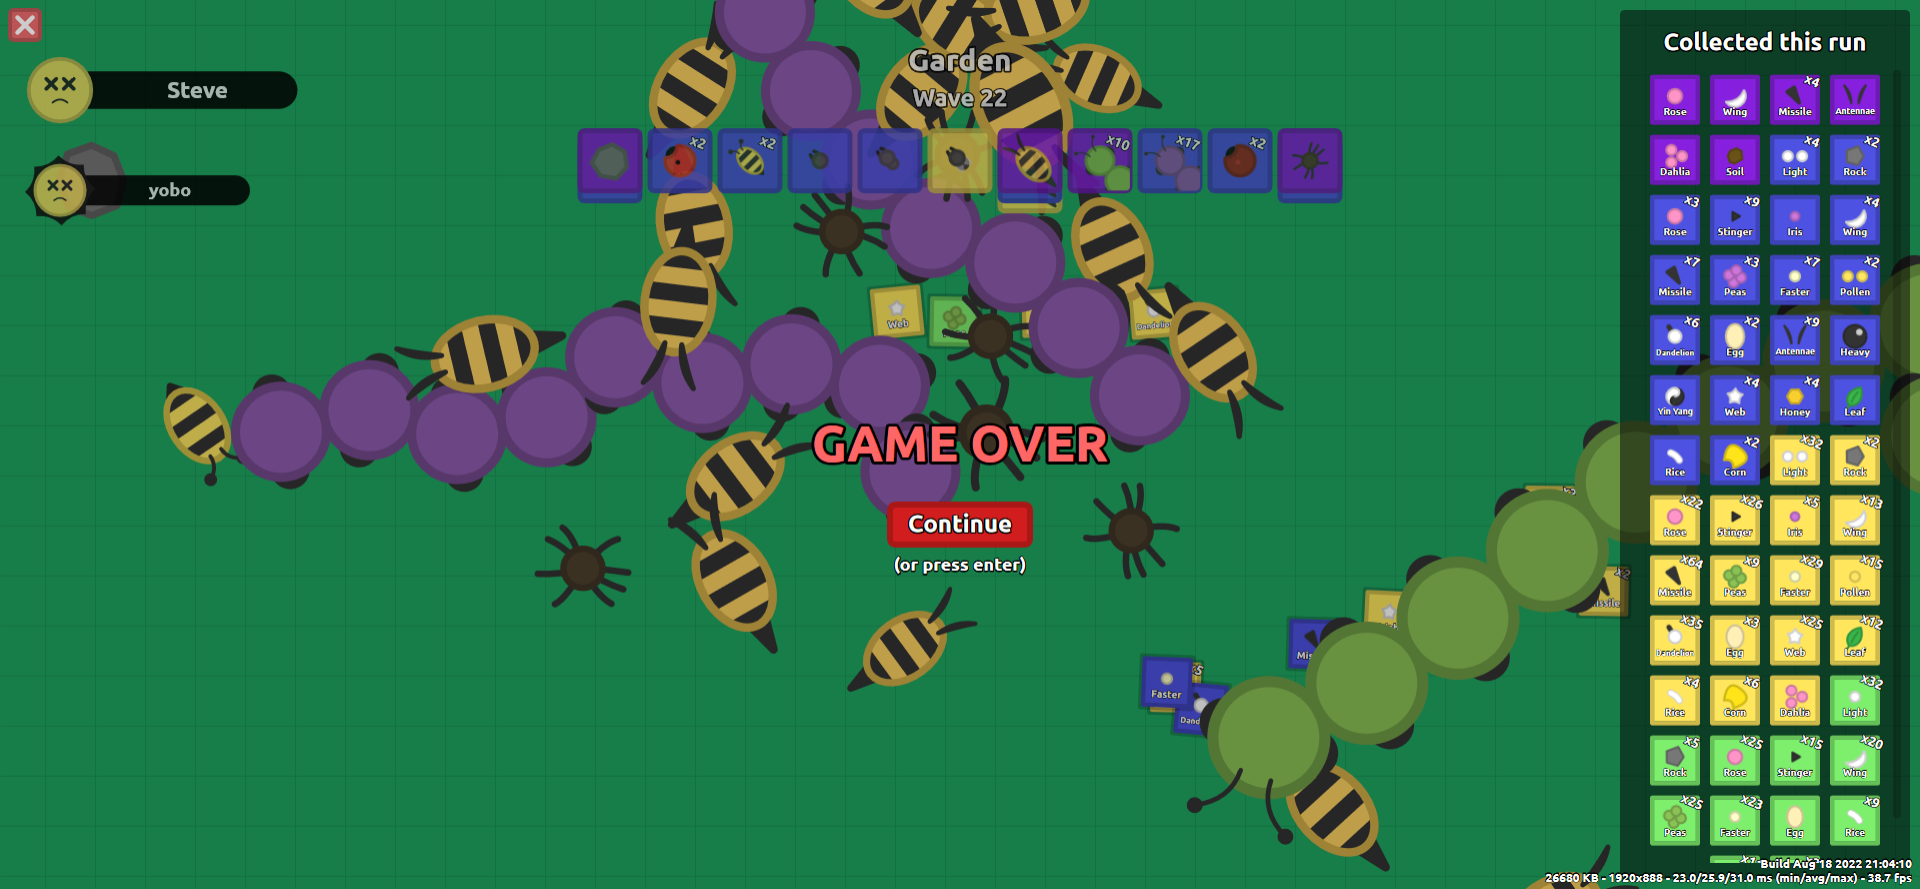 Steve
yobo
Garden
Wave 22
x2
x2
x10
x17
x2
GAME OVER
Continue
(or press enter)
Web
Dandelion
Faster
Collected this run
Rose
Wing
x4 Missile
Antennae
Dahlia
Soil
x4 Light
x2 Rock
x3 Rose
x9 Stinger
Iris
x4 Wing
x7 Missile
x3 Peas
x7 Faster
x2 Pollen
x6 Dandelion
x2 Egg
x9 Antennae
Heavy
Yin Yang
x4 Web
x4 Honey
Leaf
Rice
x2 Corn
x32 Light
x2 Rock
x22 Rose
x26 Stinger
x5 Iris
x13 Wing
x64 Missile
x9 Peas
x29 Faster
x15 Pollen
x35 Dandelion
x3 Egg
x25 Web
x12 Leaf
x4 Rice
x6 Corn
Dahlia
x32 Light
x5 Rock
x25 Rose
x15 Stinger
x20 Wing
x25 Peas
x23 Faster
Egg
x9 Rice
Build Aug 18 2022 21:04:10
26680 KB - 1920x888 - 23.0/25.9/31.0 ms (min/avg/max) - 38.7 fps